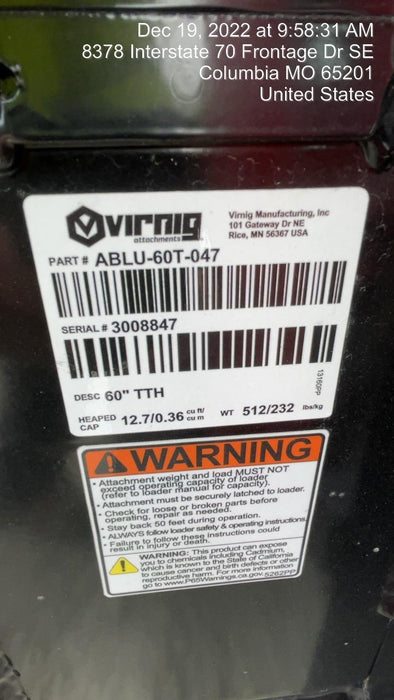 Dec 19, 2022 at 9:58:31 AM
8378 Interstate 70 Frontage Dr SE
Columbia MO 65201
United States
virnig
attachments
Virnig Manufacturing, Inc
101 Gateway Dr NE
Rice, MN 56367 USA
PART # ABLU-60T-047
SERIAL # 3008847
DESC 60" TTH
HEAPED CAP 12.7/0.36 cu ft/ cu m WT 512/232 lbs/kg
13160PP
WARNING
• Attachment weight and load MUST NOT
exceed operating capacity of loader
(refer to loader manual for capacity).
• Attachment must be securely latched to loader.
• Check for loose or broken parts before
operating, repair as needed.
• Stay back 50 feet during operation.
• ALWAYS follow loader safety & operating instructions.
• Failure to follow these instructions could
result in injury or death.
WARNING: This product can expose
you to chemicals including Cadmium,
which is known to the State of California
to cause cancer and birth defects or other
reproductive harm. For more information
go to www.P65Warnings.ca.gov 5262PP